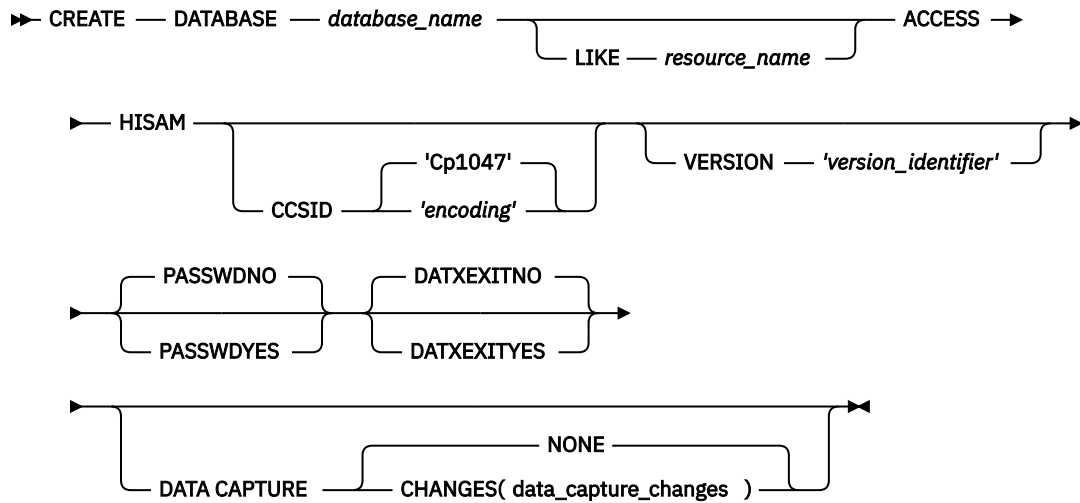 CREATE DATABASE database_name ACCESS
LIKE resource_name
HISAM
'Cp1047'
VERSION 'version_identifier'
CCSID 'encoding'
PASSWDNO DATXEXITNO
PASSWDYES DATXEXITYES
NONE
DATA CAPTURE CHANGES( data_capture_changes )